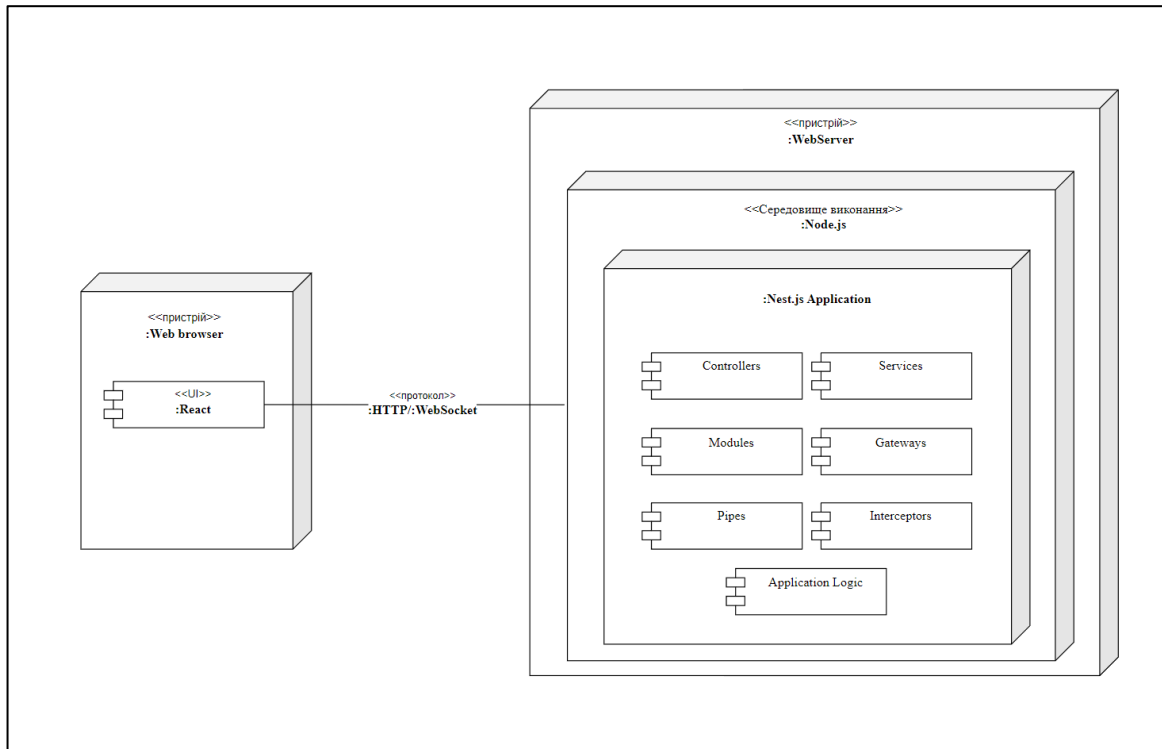 <<пристрій>>
:WebServer
<<Середовище виконання>>
:Node.js
:Nest.js Application
<<пристрій>>
:Web browser
<<UI>>
:React
<<протокол>>
:HTTP/:WebSocket
Controllers
Services
Modules
Gateways
Pipes
Interceptors
Application Logic